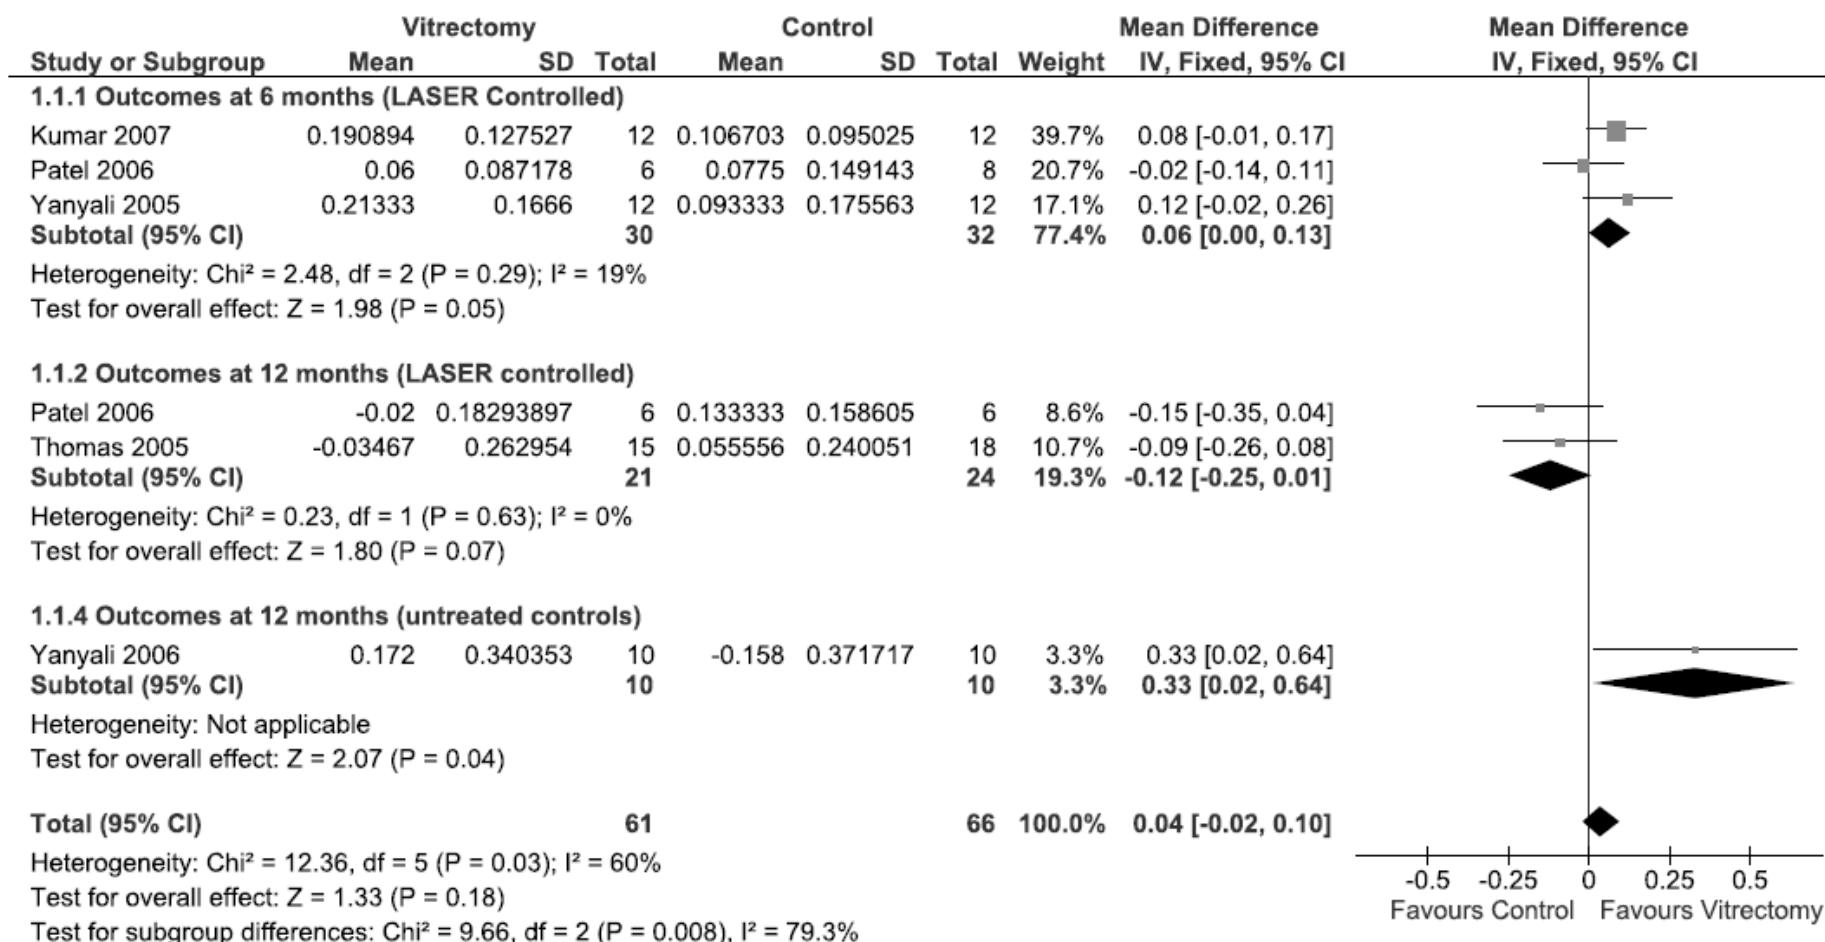 Vitrectomy Control Mean Difference Mean Difference
Study or Subgroup Mean SD Total Mean SD Total Weight IV, Fixed, 95% CI IV, Fixed, 95% CI
1.1.1 Outcomes at 6 months (LASER Controlled)
Kumar 2007 0.190894 0.127527 12 0.106703 0.095025 12 39.7% 0.08 [-0.01, 0.17]
Patel 2006 0.06 0.087178 6 0.0775 0.149143 8 20.7% -0.02 [-0.14, 0.11]
Yanyali 2005 0.21333 0.1666 12 0.093333 0.175563 12 17.1% 0.12 [-0.02, 0.26]
Subtotal (95% CI) 30 32 77.4% 0.06 [0.00, 0.13]
Heterogeneity: Chi² = 2.48, df = 2 (P = 0.29); I² = 19%
Test for overall effect: Z = 1.98 (P = 0.05)
1.1.2 Outcomes at 12 months (LASER controlled)
Patel 2006 -0.02 0.18293897 6 0.133333 0.158605 6 8.6% -0.15 [-0.35, 0.04]
Thomas 2005 -0.03467 0.262954 15 0.055556 0.240051 18 10.7% -0.09 [-0.26, 0.08]
Subtotal (95% CI) 21 24 19.3% -0.12 [-0.25, 0.01]
Heterogeneity: Chi² = 0.23, df = 1 (P = 0.63); I² = 0%
Test for overall effect: Z = 1.80 (P = 0.07)
1.1.4 Outcomes at 12 months (untreated controls)
Yanyali 2006 0.172 0.340353 10 -0.158 0.371717 10 3.3% 0.33 [0.02, 0.64]
Subtotal (95% CI) 10 10 3.3% 0.33 [0.02, 0.64]
Heterogeneity: Not applicable
Test for overall effect: Z = 2.07 (P = 0.04)
Total (95% CI) 61 66 100.0% 0.04 [-0.02, 0.10]
Heterogeneity: Chi² = 12.36, df = 5 (P = 0.03); I² = 60%
Test for overall effect: Z = 1.33 (P = 0.18)
Test for subgroup differences: Chi² = 9.66, df = 2 (P = 0.008), I² = 79.3%
-0.5 -0.25 0 0.25 0.5
Favours Control Favours Vitrectomy